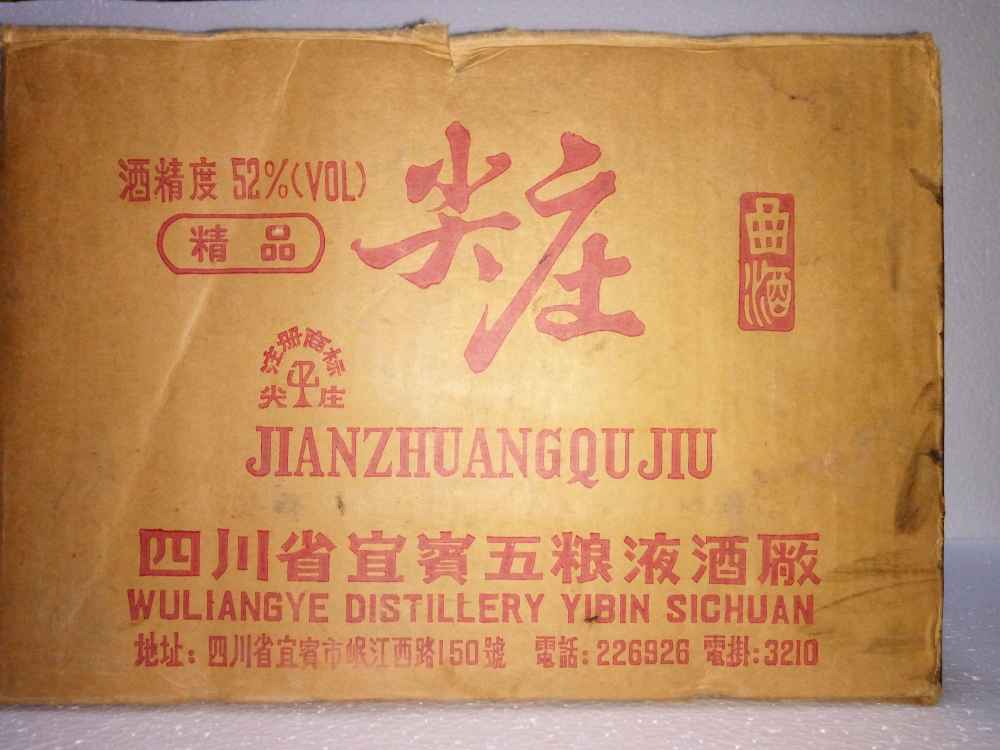 酒精度 52%(VOL)
精品
尖庄
曲酒
注册商标
尖庄
JIANZHUANGQUJIU
四川省宜賓五粮液酒厰
WULIANGYE DISTILLERY YIBIN SICHUAN
地址：四川省宜賓市岷江西路150號 電話：226926 電掛：3210